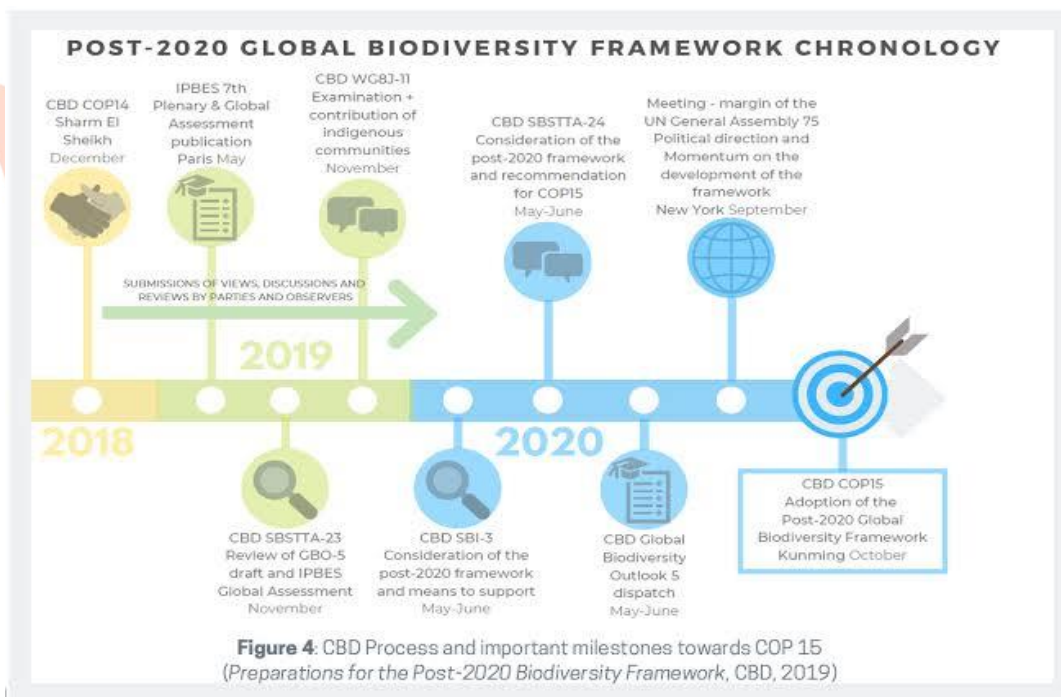 POST-2020 GLOBAL BIODIVERSITY FRAMEWORK CHRONOLOGY
CBD COP14
Sharm El
Sheikh
December
IPBES 7th
Plenary & Global
Assessment
publication
Paris May
CBD WG8J-11
Examination +
contribution of
indigenous
communities
November
CBD SBSTTA-24
Consideration of the
post-2020 framework
and recommendation
for COP15
May-June
Meeting - margin of the
UN General Assembly 75
Political direction and
Momentum on the
development of the
framework
New York September
SUBMISSIONS OF VIEWS, DISCUSSIONS AND
REVIEWS BY PARTIES AND OBSERVERS
2018
2019
2020
CBD SBSTTA-23
Review of GBO-5
draft and IPBES
Global Assessment
November
CBD SBI-3
Consideration of the
post-2020 framework
and means to support
May-June
CBD Global
Biodiversity
Outlook 5
dispatch
May-June
CBD COP15
Adoption of the
Post-2020 Global
Biodiversity Framework
Kunming October
Figure 4: CBD Process and important milestones towards COP 15
(Preparations for the Post-2020 Biodiversity Framework, CBD, 2019)